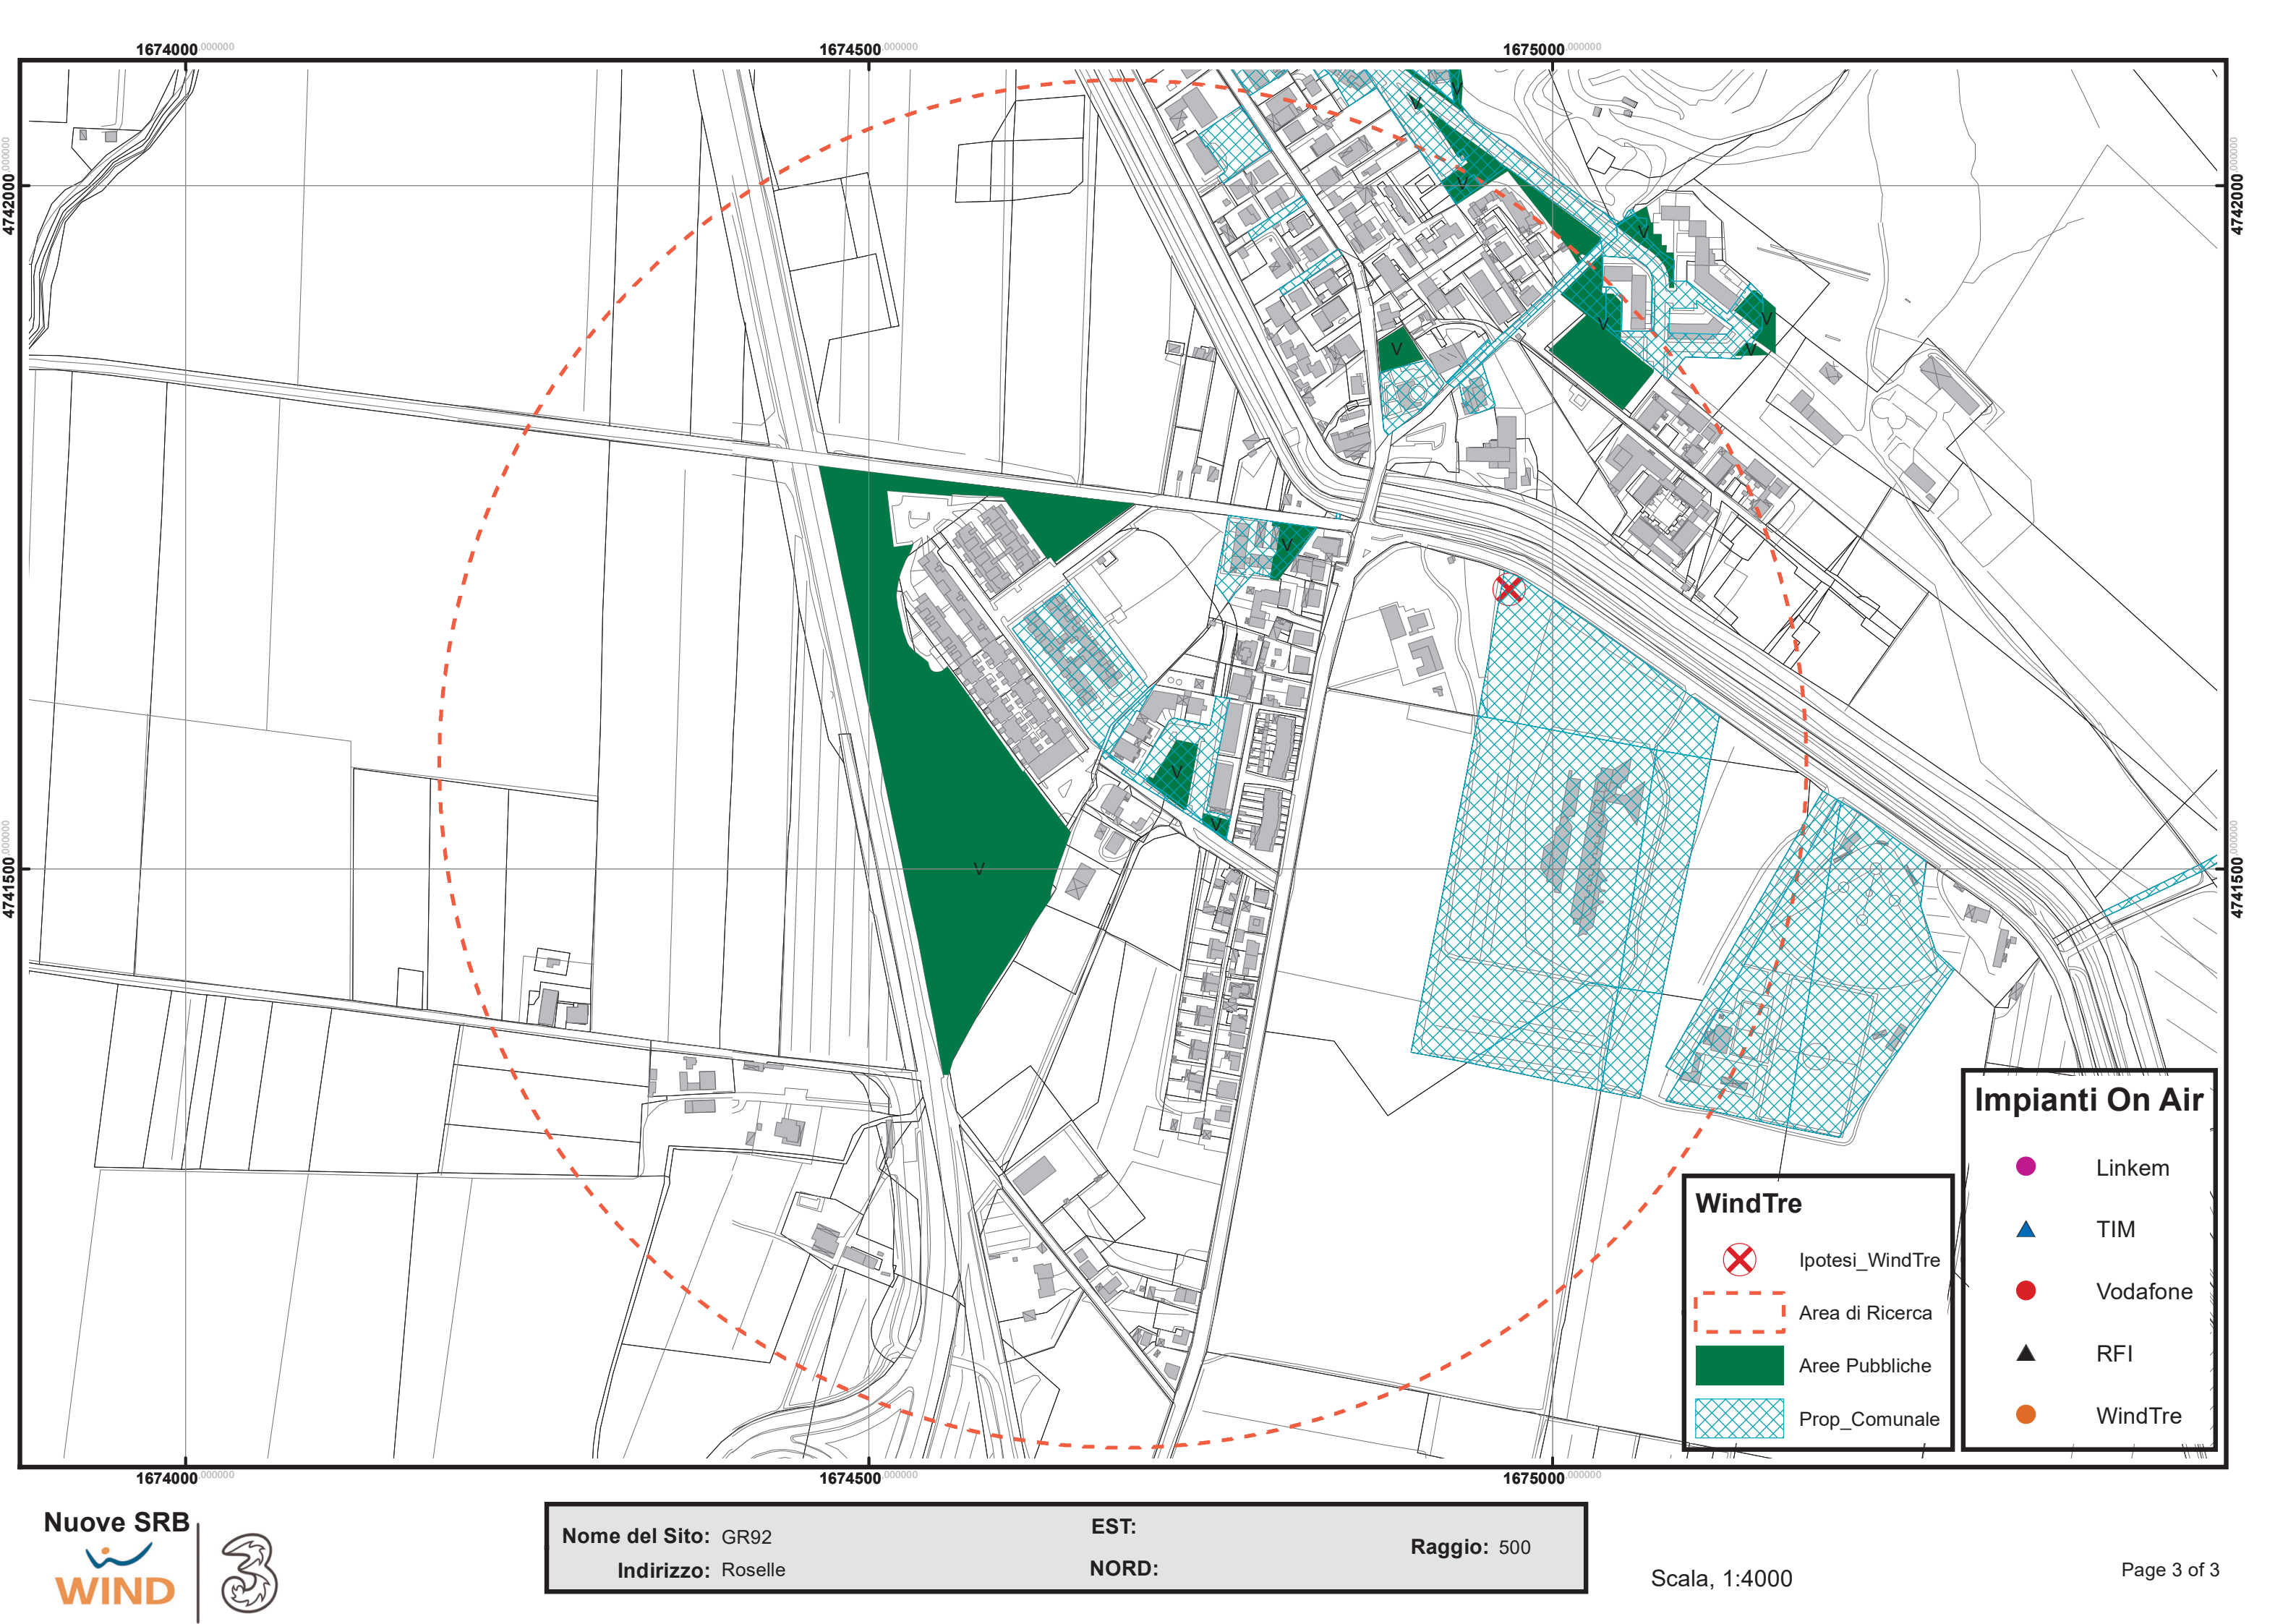 1674000,000000 1674500,000000 1675000,000000
4742000,000000
4742000,000000
4741500,000000
4741500,000000
V
V
V
V
V
V
V
V
V
V
V
V
Impianti On Air
Linkem
TIM
Vodafone
RFI
WindTre
WindTre
Ipotesi_WindTre
Area di Ricerca
Aree Pubbliche
Prop_Comunale
1674000,000000 1674500,000000 1675000,000000
Nuove SRB
WIND 3
Nome del Sito: GR92
Indirizzo: Roselle
EST:
NORD:
Raggio: 500
Scala, 1:4000
Page 3 of 3